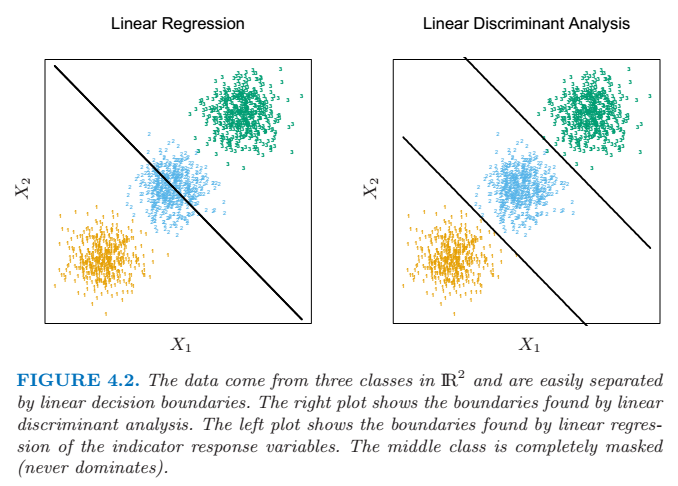 Linear Regression
Linear Discriminant Analysis
X2
X1
X2
X1
FIGURE 4.2. The data come from three classes in ℝ² and are easily separated
by linear decision boundaries. The right plot shows the boundaries found by linear
discriminant analysis. The left plot shows the boundaries found by linear regres-
sion of the indicator response variables. The middle class is completely masked
(never dominates).